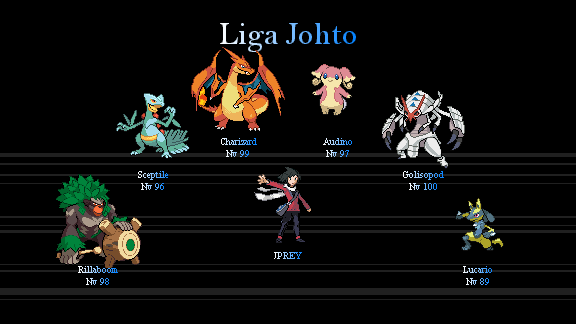 Liga Johto
Charizard
Nv 99
Audino
Nv 97
Sceptile
Nv 96
Golisopod
Nv 100
JPREY
Rillaboom
Nv 98
Lucario
Nv 89